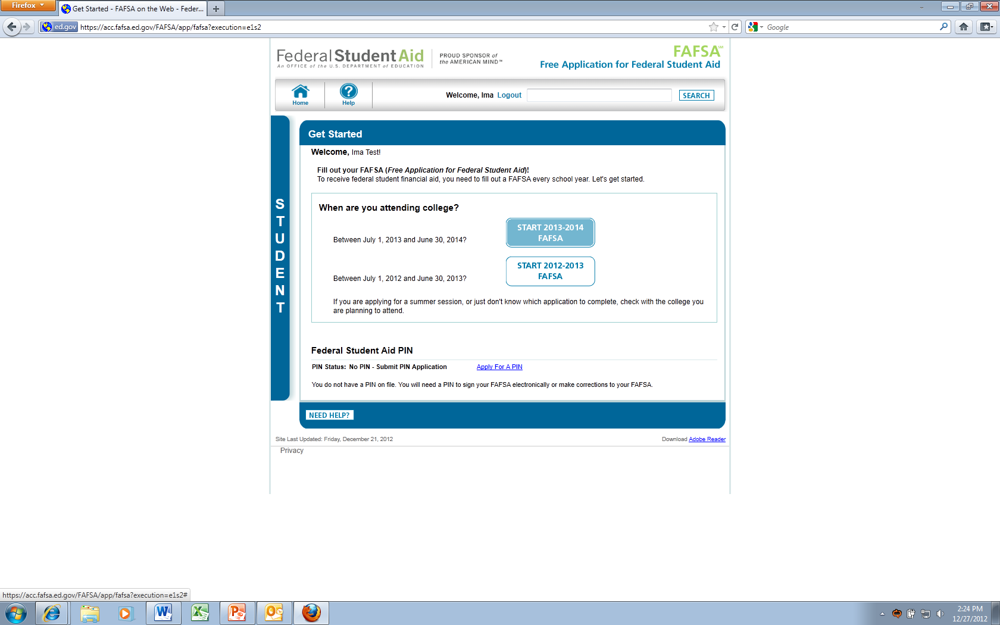 Firefox
Get Started - FAFSA on the Web - Feder...
ed.gov https://acc.fafsa.ed.gov/FAFSA/app/fafsa?execution=e1s2
Google
Federal Student Aid
An OFFICE of the U.S. DEPARTMENT of EDUCATION
PROUD SPONSOR of
the AMERICAN MIND™
FAFSA℠
Free Application for Federal Student Aid
Home
Help
Welcome, Ima Logout
SEARCH
STUDENT
Get Started
Welcome, Ima Test!
Fill out your FAFSA (Free Application for Federal Student Aid)!
To receive federal student financial aid, you need to fill out a FAFSA every school year. Let's get started.
When are you attending college?
Between July 1, 2013 and June 30, 2014?
START 2013-2014
FAFSA
Between July 1, 2012 and June 30, 2013?
START 2012-2013
FAFSA
If you are applying for a summer session, or just don't know which application to complete, check with the college you
are planning to attend.
Federal Student Aid PIN
PIN Status: No PIN - Submit PIN Application Apply For A PIN
You do not have a PIN on file. You will need a PIN to sign your FAFSA electronically or make corrections to your FAFSA.
NEED HELP?
Site Last Updated: Friday, December 21, 2012
Download Adobe Reader
Privacy
https://acc.fafsa.ed.gov/FAFSA/app/fafsa?execution=e1s2#
2:24 PM
12/27/2012